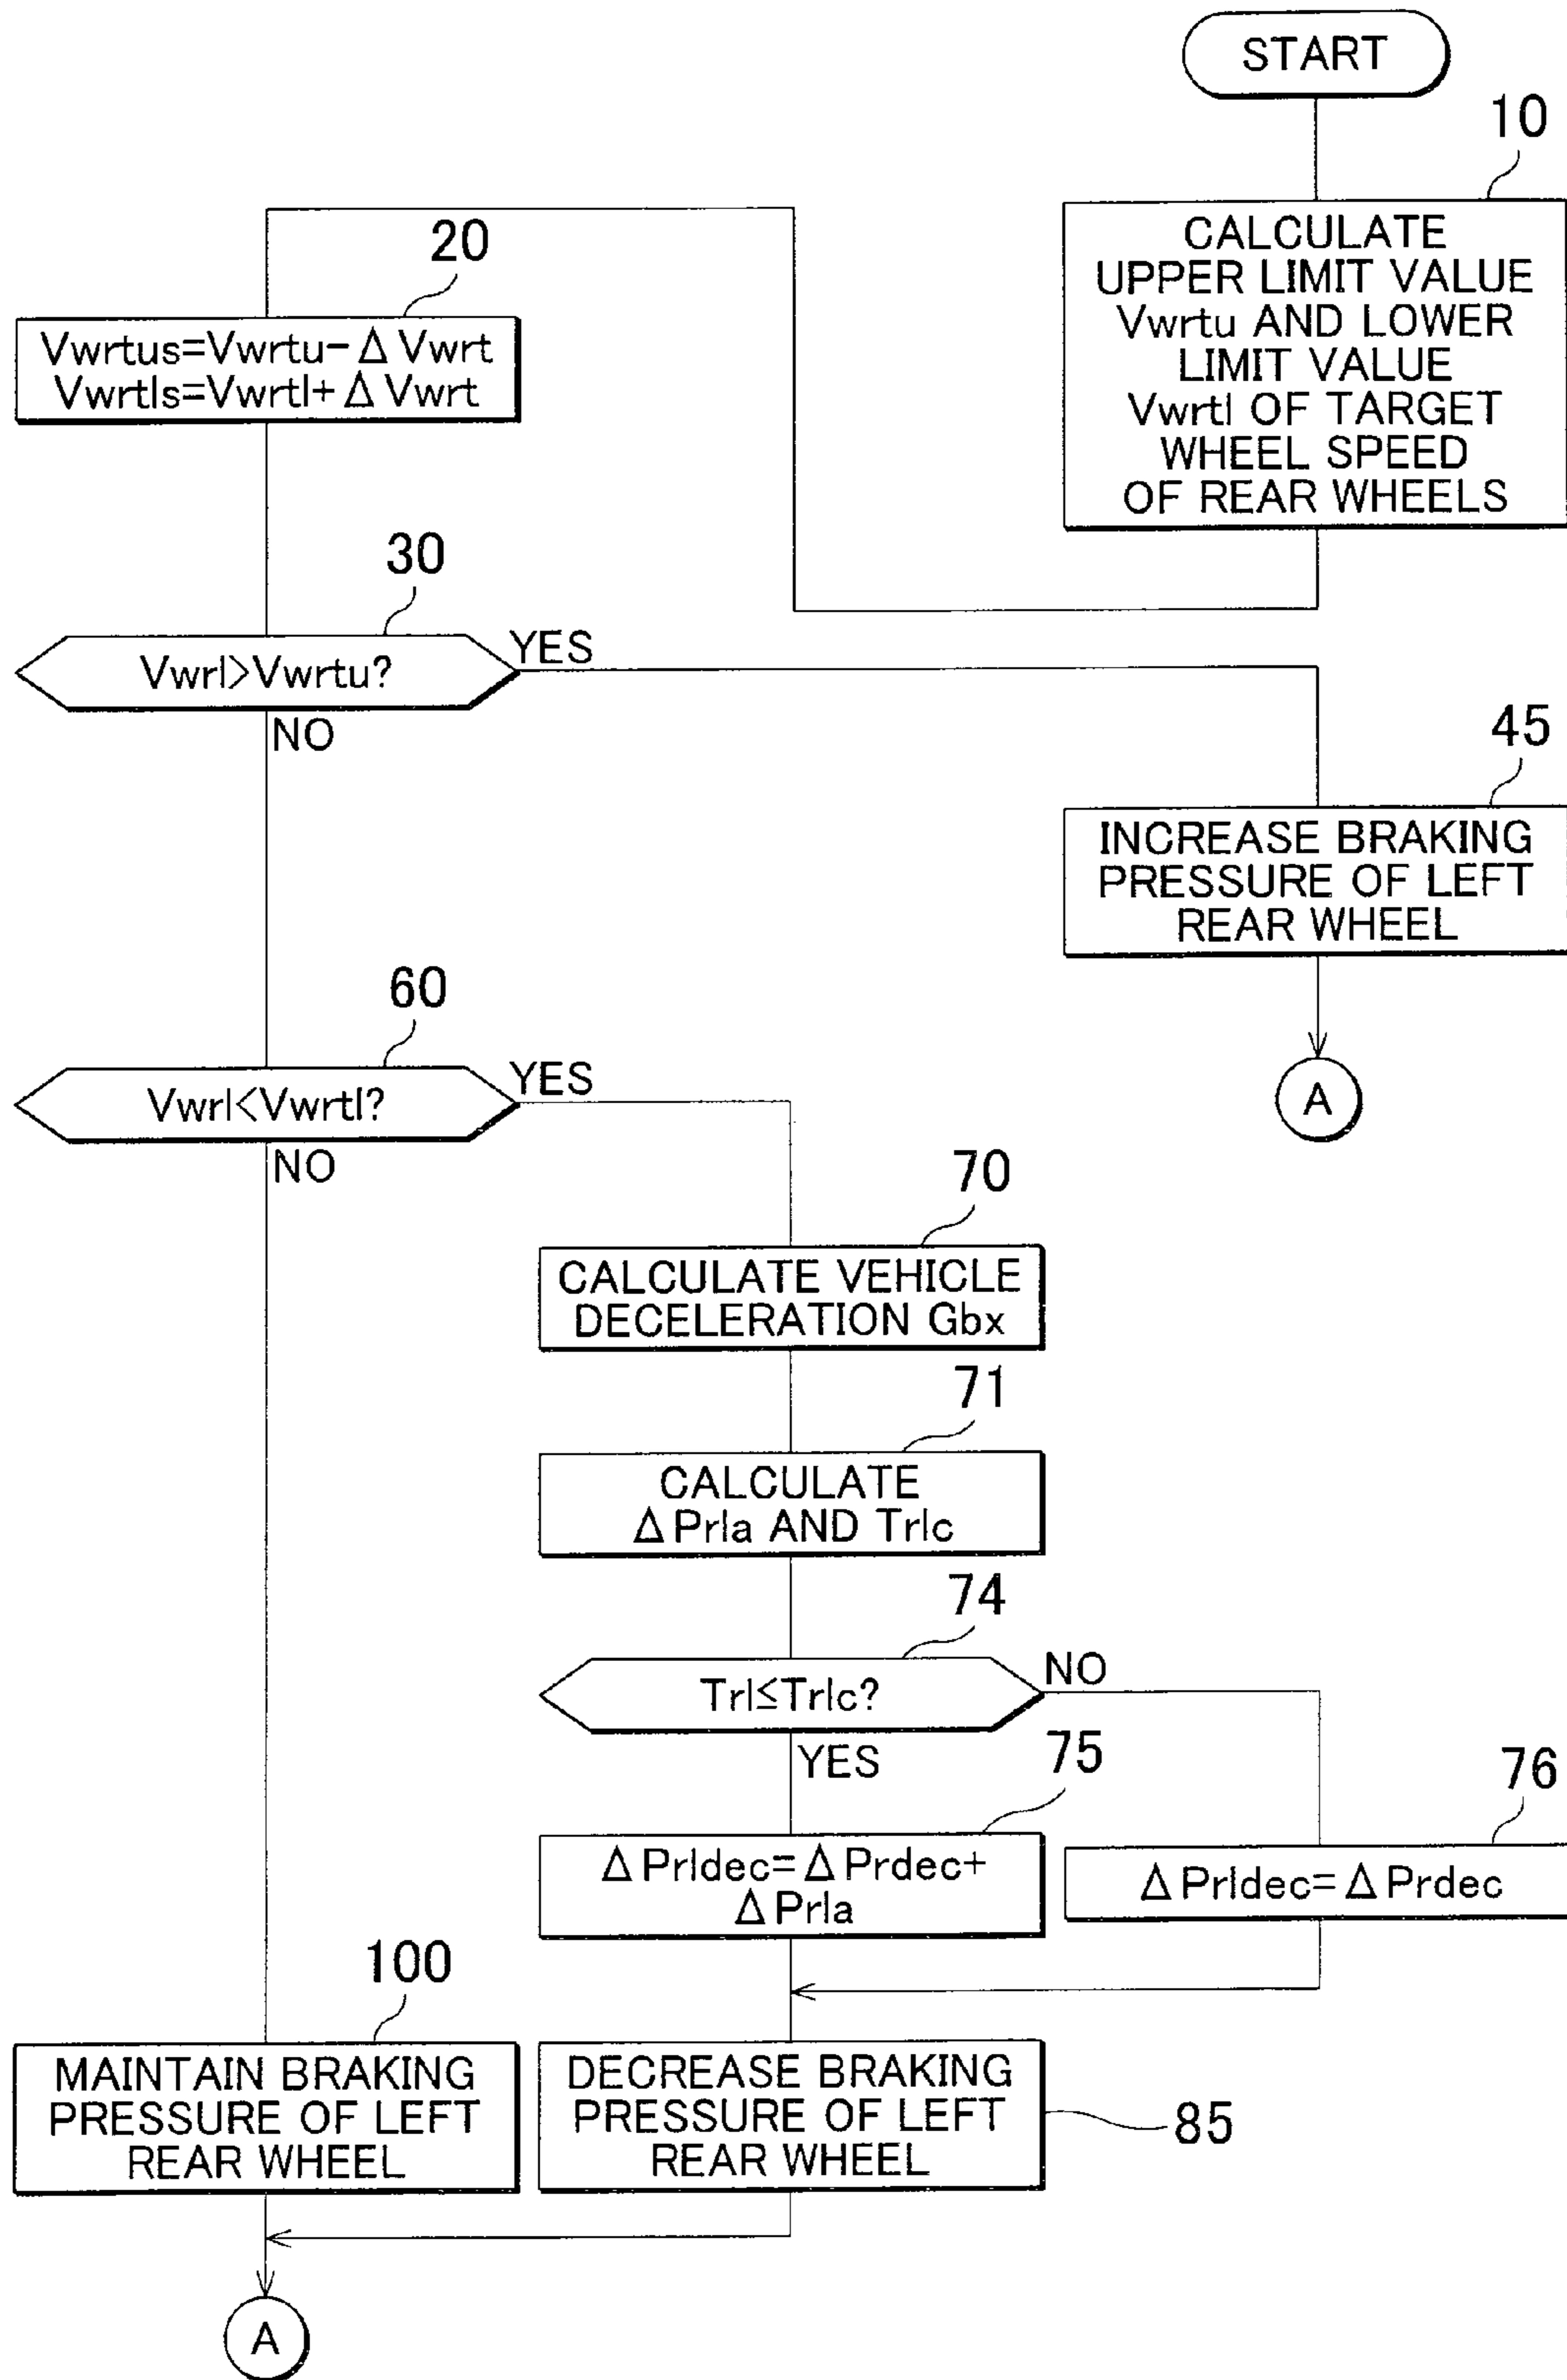 START
10
CALCULATE
UPPER LIMIT VALUE
Vwrtu AND LOWER
LIMIT VALUE
Vwrtl OF TARGET
WHEEL SPEED
OF REAR WHEELS
20
Vwrtus=Vwrtu-ΔVwrt
Vwrtls=Vwrtl+ΔVwrt
30
Vwrl>Vwrtu?
YES
NO
45
INCREASE BRAKING
PRESSURE OF LEFT
REAR WHEEL
A
60
Vwrl<Vwrtl?
YES
NO
70
CALCULATE VEHICLE
DECELERATION Gbx
71
CALCULATE
ΔPrla AND Trlc
74
Trl≤Trlc?
NO
YES
75
ΔPrldec=ΔPrdec+
ΔPrla
76
ΔPrldec=ΔPrdec
100
MAINTAIN BRAKING
PRESSURE OF LEFT
REAR WHEEL
DECREASE BRAKING
PRESSURE OF LEFT
REAR WHEEL
85
A